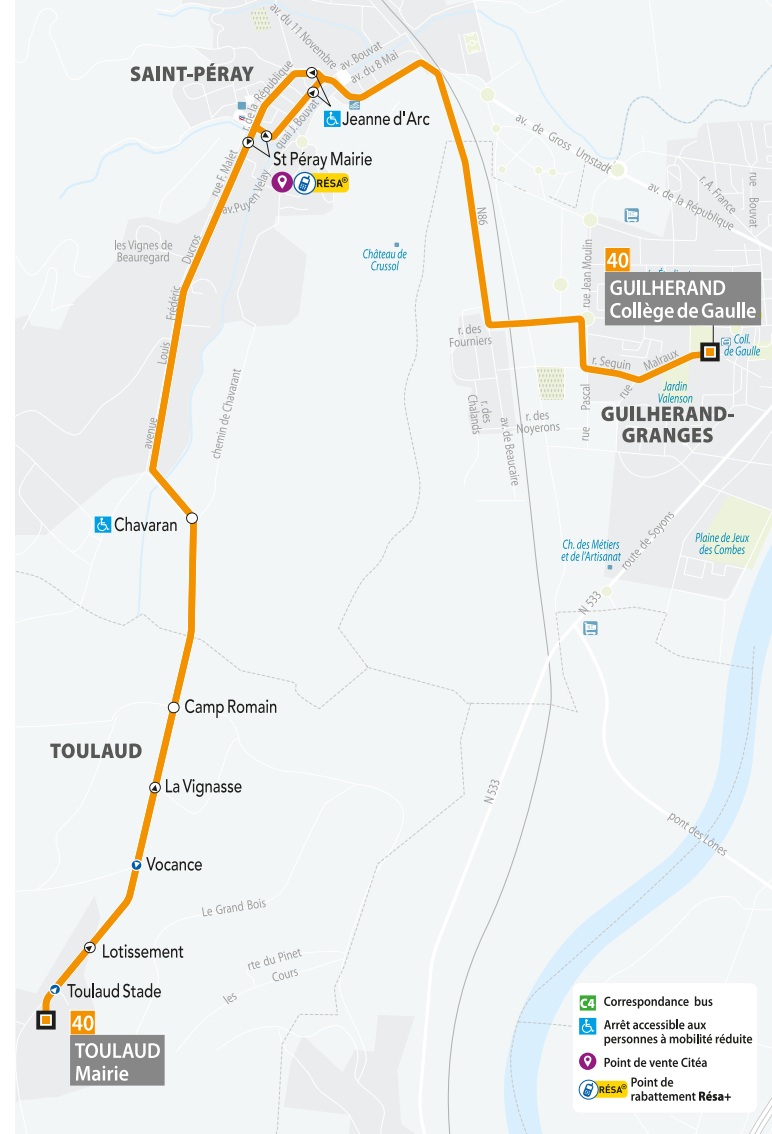 av. du 11 Novembre
av. Bouvat
av. du 8 Mai
SAINT-PÉRAY
r. de la République
quai J. Bouvat
Jeanne d'Arc
St Péray Mairie
RÉSA®
rue F. Malet
av.Puy en Velay
av. de Gross Umstadt
av. de la République
r. A. France
rue Bouvat
N86
les Vignes de
Beauregard
Château de
Crussol
rue Jean Moulin
40
GUILHERAND
Collège de Gaulle
avenue Louis Frédéric Ducros
r. des
Fourniers
Coll.
de Gaulle
r. Seguin
rue Malraux
Jardin
Valenson
rue Pascal
GUILHERAND-
GRANGES
chemin de Chavarant
r. des
Chalands
av. de Beaucaire
r. des
Noyerons
Chavaran
Ch. des Métiers
et de l'Artisanat
route de Soyons
Plaine de Jeux
des Combes
N 533
Camp Romain
TOULAUD
La Vignasse
N 533
pont des Lônes
Vocance
Le Grand Bois
Lotissement
rte du Pinet
les Cours
Toulaud Stade
40
TOULAUD
Mairie
C4 Correspondance bus
Arrêt accessible aux
personnes à mobilité réduite
Point de vente Citéa
RÉSA® Point de
rabattement Résa+